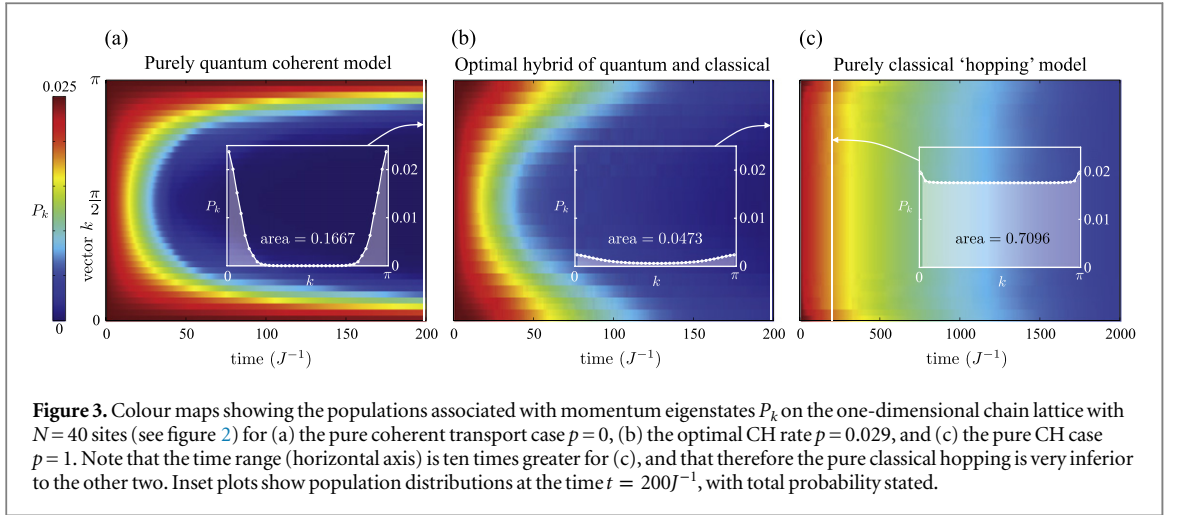 (a)
(b)
(c)
Purely quantum coherent model
Optimal hybrid of quantum and classical
Purely classical ‘hopping’ model
0.025
0
P_k
vector k
π
π/2
0
P_k
area = 0.1667
0.02
0.01
0
0
k
π
0 50 100 150 200
time (J⁻¹)
P_k
area = 0.0473
0.02
0.01
0
0
k
π
0 50 100 150 200
time (J⁻¹)
P_k
area = 0.7096
0.02
0.01
0
0
k
π
0 500 1000 1500 2000
time (J⁻¹)
Figure 3. Colour maps showing the populations associated with momentum eigenstates P_k on the one-dimensional chain lattice with
N = 40 sites (see figure 2) for (a) the pure coherent transport case p = 0, (b) the optimal CH rate p = 0.029, and (c) the pure CH case
p = 1. Note that the time range (horizontal axis) is ten times greater for (c), and that therefore the pure classical hopping is very inferior
to the other two. Inset plots show population distributions at the time t = 200J⁻¹, with total probability stated.